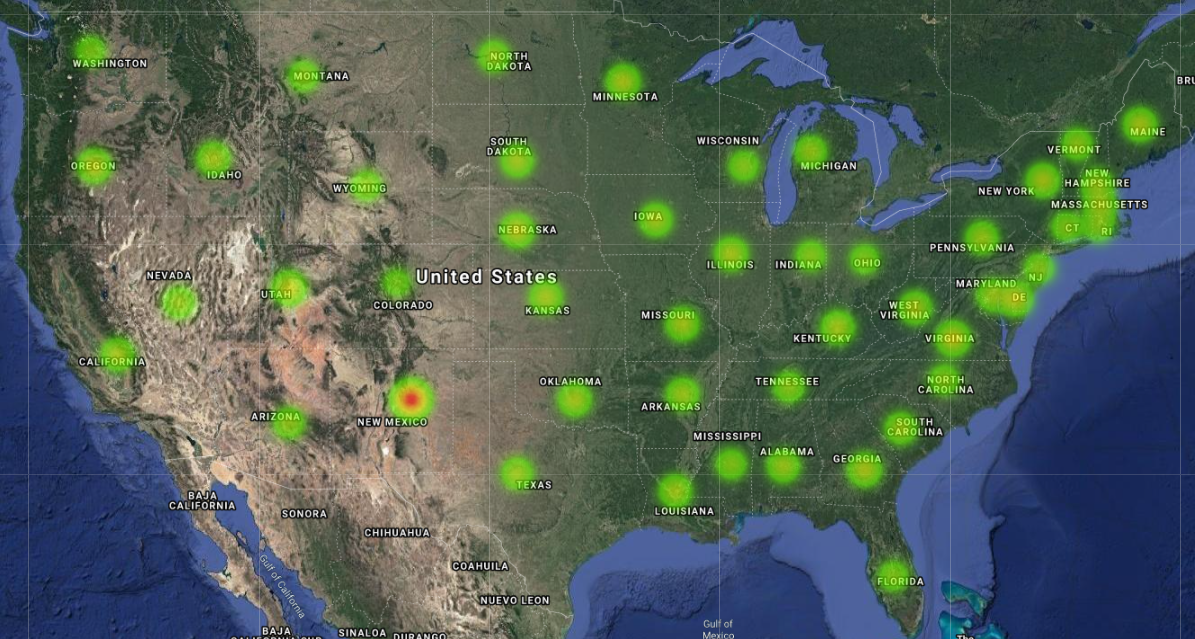 WASHINGTON
MONTANA
NORTH
DAKOTA
MINNESOTA
MAINE
VERMONT
WISCONSIN
SOUTH
DAKOTA
MICHIGAN
OREGON
IDAHO
WYOMING
NEW
HAMPSHIRE
NEW YORK
MASSACHUSETTS
IOWA
NEBRASKA
CT
RI
PENNSYLVANIA
ILLINOIS
INDIANA
OHIO
NEVADA
United States
NJ
MARYLAND
DE
UTAH
COLORADO
KANSAS
MISSOURI
WEST
VIRGINIA
KENTUCKY
VIRGINIA
CALIFORNIA
OKLAHOMA
TENNESSEE
NORTH
CAROLINA
ARKANSAS
ARIZONA
NEW MEXICO
SOUTH
CAROLINA
MISSISSIPPI
ALABAMA
GEORGIA
TEXAS
BAJA
CALIFORNIA
SONORA
LOUISIANA
CHIHUAHUA
COAHUILA
Gulf of California
FLORIDA
NUEVO LEON
Gulf of
Mexico
BAJA
SINALOA
DURANGO
The